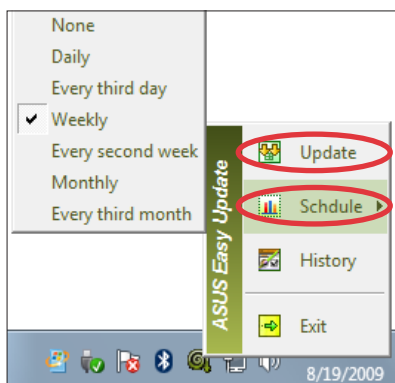 None
Daily
Every third day
Weekly
Every second week
Monthly
Every third month
ASUS Easy Update
Update
Schdule
History
Exit
8/19/2009